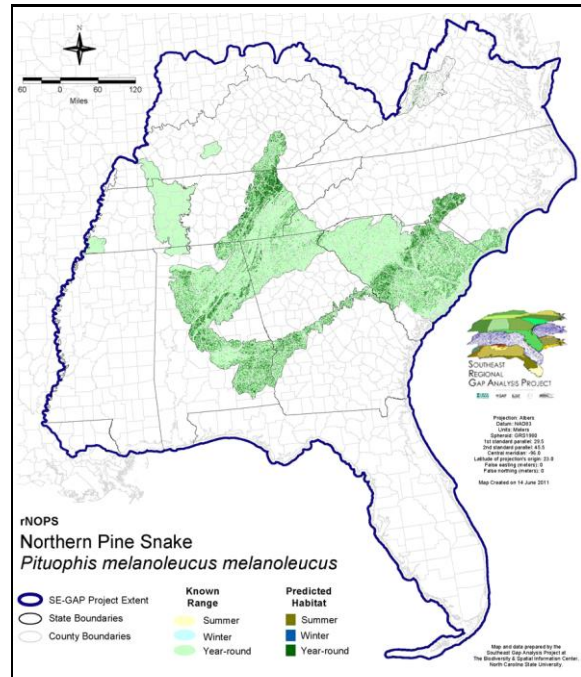 N
60 0 60 120
Miles
SOUTHEAST
REGIONAL
GAP ANALYSIS PROJECT
Projection: Albers
Datum: NAD83
Units: Meters
Spheroid: GRS1980
1st standard parallel: 29.5
2nd standard parallel: 45.5
Central meridian: -96.0
Latitude of projection's origin: 23.0
False easting (meters): 0
False northing (meters): 0
Map Created on 14 June 2011
rNOPS
Northern Pine Snake
Pituophis melanoleucus melanoleucus
SE-GAP Project Extent
State Boundaries
County Boundaries
Known
Range
Summer
Winter
Year-round
Predicted
Habitat
Summer
Winter
Year-round
Map and data prepared by the
Southeast Gap Analysis Project at
The Biodiversity & Spatial Information Center,
North Carolina State University.